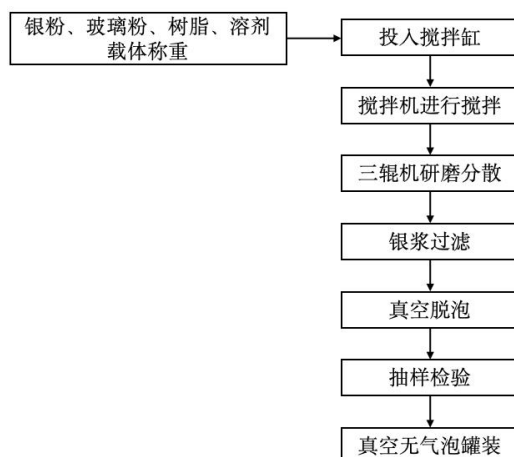 银粉、玻璃粉、树脂、溶剂
载体称重
投入搅拌缸
搅拌机进行搅拌
三辊机研磨分散
银浆过滤
真空脱泡
抽样检验
真空无气泡罐装